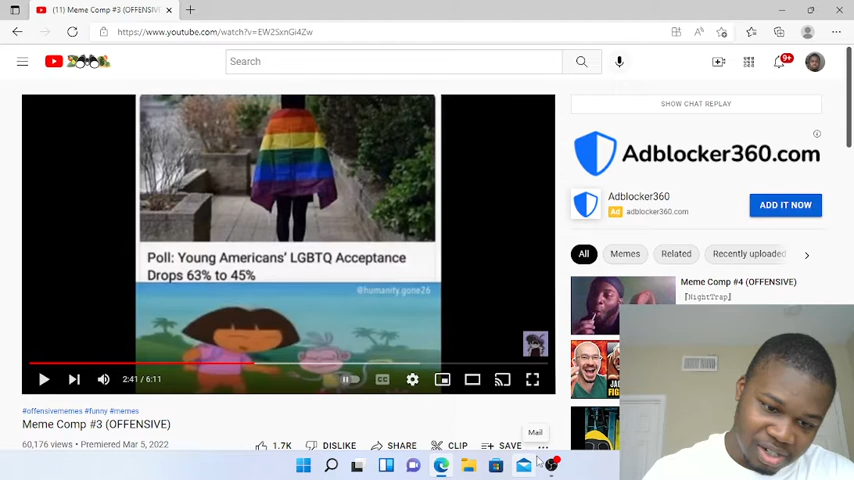 (11) Meme Comp #3 (OFFENSIV
https://www.youtube.com/watch?v=EW2SxnGi4Zw
Search
9+
SHOW CHAT REPLAY
Adblocker360.com
Adblocker360
Ad adblocker360.com
ADD IT NOW
All
Memes
Related
Recently uploaded
Poll: Young Americans' LGBTQ Acceptance
Drops 63% to 45%
@humanity.gone26
Meme Comp #4 (OFFENSIVE)
『NightTrap』
2:41 / 6:11
CC
#offensivememes #funny #memes
Meme Comp #3 (OFFENSIVE)
Mail
60,176 views • Premiered Mar 5, 2022
1.7K
DISLIKE
SHARE
CLIP
SAVE